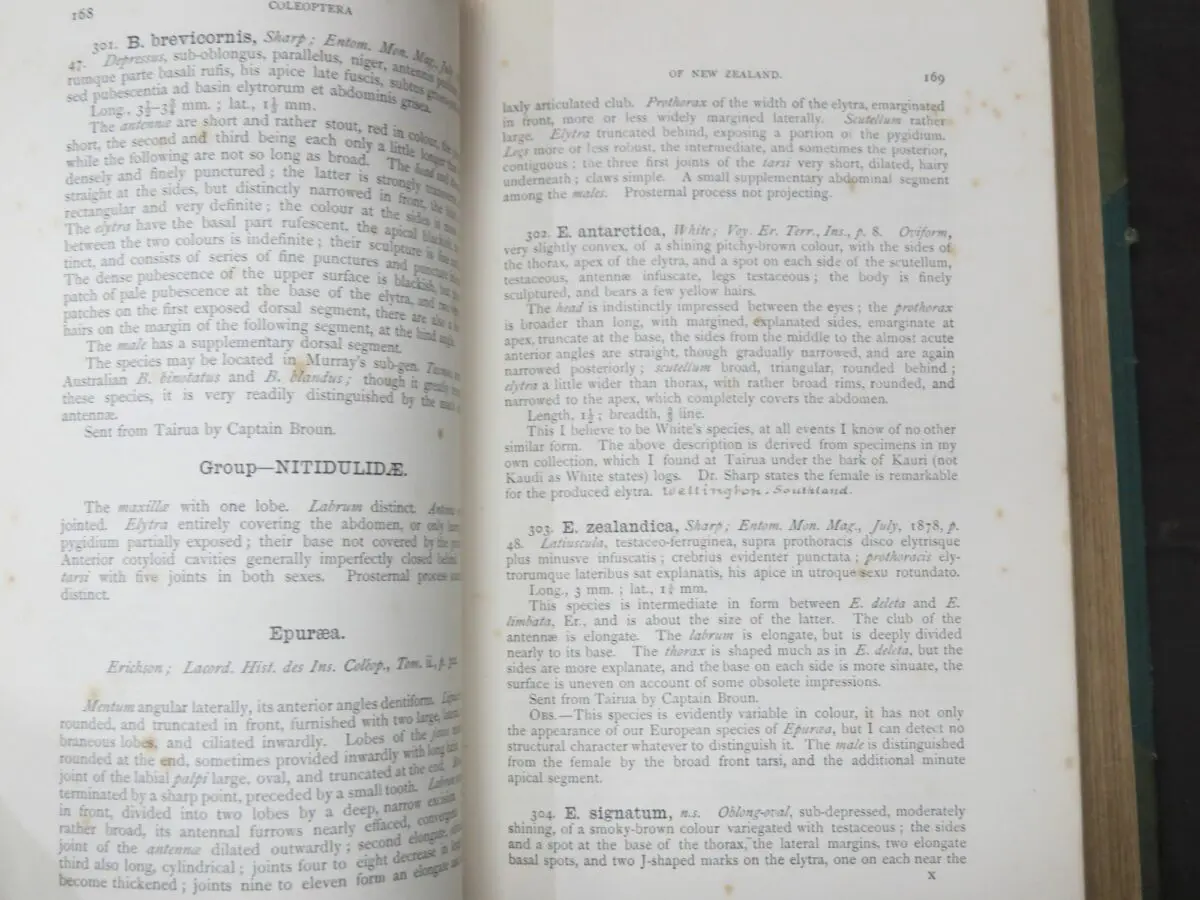 168
COLEOPTERA
301. B. brevicornis, Sharp; Entom. Mon. Mag., July
47. Depressus, sub-oblongus, parallelus, niger, antennis
rumque parte basali rufis, his apice late fuscis, subtus
sed pubescentia ad basin elytrorum et abdominis grisea.
Long., 3½–3¾ mm. ; lat., 1½ mm.
The antennæ are short and rather stout, red in colour,
short, the second and third being each only a little longer
while the following are not so long as broad. The head and
densely and finely punctured ; the latter is strongly
straight at the sides, but distinctly narrowed in front, the
rectangular and very definite ; the colour at the sides is
The elytra have the basal part rufescent, the apical blackish,
between the two colours is indefinite ; their sculpture is
tinct, and consists of series of fine punctures and punctate
The dense pubescence of the upper surface is blackish, but
patch of pale pubescence at the base of the elytra, and two
patches on the first exposed dorsal segment, there are also a
hairs on the margin of the following segment, at the hind
The male has a supplementary dorsal segment.
The species may be located in Murray's sub-gen.
Australian B. binotatus and B. blandus ; though it greatly
these species, it is very readily distinguished by the
antennæ.
Sent from Tairua by Captain Broun.
Group—NITIDULIDÆ.
The maxillæ with one lobe. Labrum distinct.
jointed. Elytra entirely covering the abdomen, or only
pygidium partially exposed ; their base not covered by the
Anterior cotyloid cavities generally imperfectly closed behind
tarsi with five joints in both sexes. Prosternal process
distinct.
Epuræa.
Erichson ; Lacord. Hist. des Ins. Coléop., Tom. ii., p.
Mentum angular laterally, its anterior angles dentiform.
rounded, and truncated in front, furnished with two large,
braneous lobes, and ciliated inwardly. Lobes of the
rounded at the end, sometimes provided inwardly with long
joint of the labial palpi large, oval, and truncated at the end.
terminated by a sharp point, preceded by a small tooth. Labrum
in front, divided into two lobes by a deep, narrow excision
rather broad, its antennal furrows nearly effaced,
joint of the antennæ dilated outwardly ; second elongate,
third also long, cylindrical ; joints four to eight decrease in
become thickened ; joints nine to eleven form an elongate
OF NEW ZEALAND.
169
laxly articulated club. Prothorax of the width of the elytra, emarginated
in front, more or less widely margined laterally. Scutellum rather
large. Elytra truncated behind, exposing a portion of the pygidium.
Legs more or less robust, the intermediate, and sometimes the posterior,
contiguous ; the three first joints of the tarsi very short, dilated, hairy
underneath ; claws simple. A small supplementary abdominal segment
among the males. Prosternal process not projecting.
302. E. antarctica, White; Voy. Er. Terr., Ins., p. 8. Oviform,
very slightly convex, of a shining pitchy-brown colour, with the sides of
the thorax, apex of the elytra, and a spot on each side of the scutellum,
testaceous, antennæ infuscate, legs testaceous ; the body is finely
sculptured, and bears a few yellow hairs.
The head is indistinctly impressed between the eyes ; the prothorax
is broader than long, with margined, explanated sides, emarginate at
apex, truncate at the base, the sides from the middle to the almost acute
anterior angles are straight, though gradually narrowed, and are again
narrowed posteriorly ; scutellum broad, triangular, rounded behind ;
elytra a little wider than thorax, with rather broad rims, rounded, and
narrowed to the apex, which completely covers the abdomen.
Length, 1½ ; breadth, line.
This I believe to be White's species, at all events I know of no other
similar form. The above description is derived from specimens in my
own collection, which I found at Tairua under the bark of Kauri (not
Kaudi as White states) logs. Dr. Sharp states the female is remarkable
for the produced elytra. Wellington. Southland.
303. E. zealandica, Sharp; Entom. Mon. Mag., July, 1878, p.
48. Latiuscula, testaceo-ferruginea, supra prothoracis disco elytrisque
plus minusve infuscatis ; crebrius evidenter punctata ; prothoracis ely-
trorumque lateribus sat explanatis, his apice in utroque sexu rotundato.
Long., 3 mm. ; lat., mm.
This species is intermediate in form between E. deleta and E.
limbata, Er., and is about the size of the latter. The club of the
antennæ is elongate. The labrum is elongate, but is deeply divided
nearly to its base. The thorax is shaped much as in E. deleta, but the
sides are more explanate, and the base on each side is more sinuate, the
surface is uneven on account of some obsolete impressions.
Sent from Tairua by Captain Broun.
OBS.—This species is evidently variable in colour, it has not only
the appearance of our European species of Epuræa, but I can detect no
structural character whatever to distinguish it. The male is distinguished
from the female by the broad front tarsi, and the additional minute
apical segment.
304. E. signatum, n.s. Oblong-oval, sub-depressed, moderately
shining, of a smoky-brown colour variegated with testaceous ; the sides
and a spot at the base of the thorax, the lateral margins, two elongate
basal spots, and two J-shaped marks on the elytra, one on each near the
X